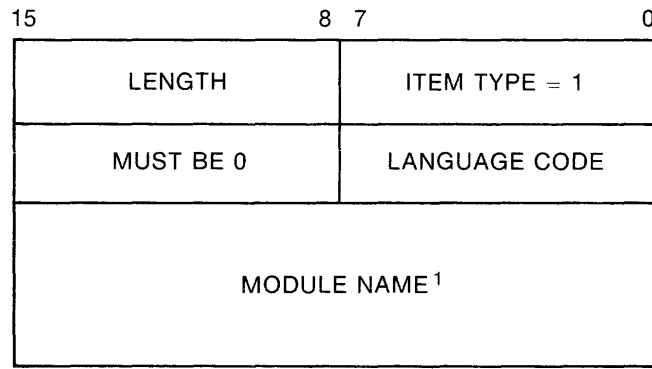 15 8 7 0
LENGTH ITEM TYPE = 1
MUST BE 0 LANGUAGE CODE
MODULE NAME¹